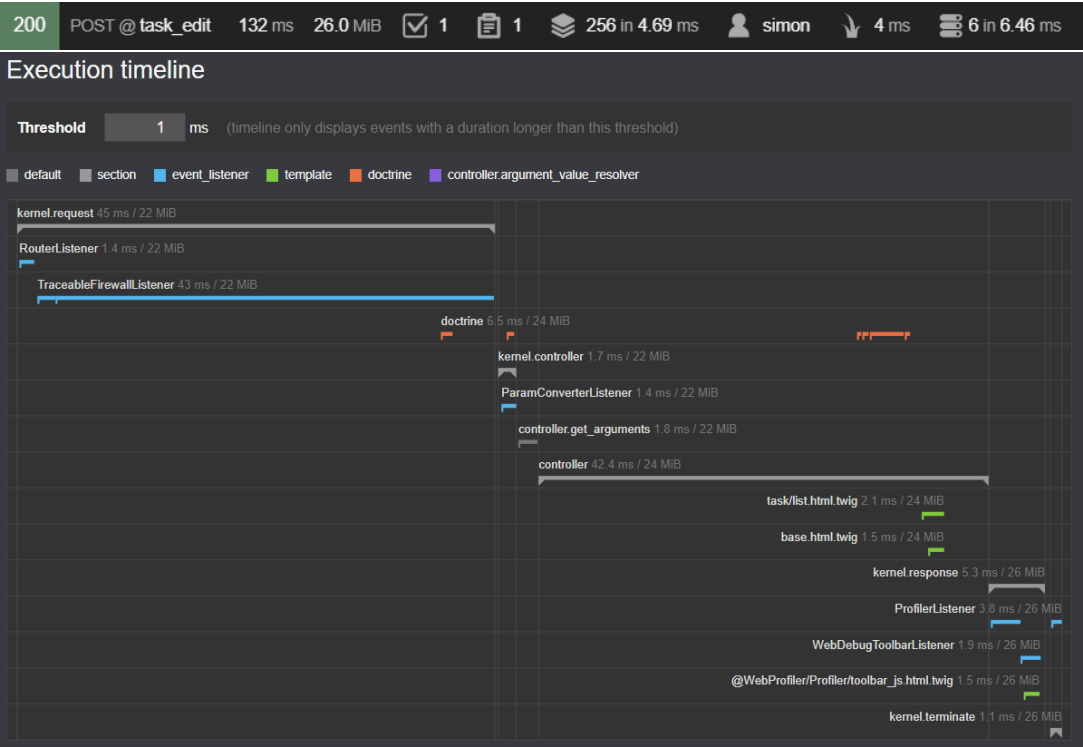 200 POST @ task_edit 132 ms 26.0 MiB 1 1 256 in 4.69 ms simon 4 ms 6 in 6.46 ms
Execution timeline
Threshold 1 ms (timeline only displays events with a duration longer than this threshold)
default section event_listener template doctrine controller.argument_value_resolver
kernel.request 45 ms / 22 MiB
RouterListener 1.4 ms / 22 MiB
TraceableFirewallListener 43 ms / 22 MiB
doctrine 6.5 ms / 24 MiB
kernel.controller 1.7 ms / 22 MiB
ParamConverterListener 1.4 ms / 22 MiB
controller.get_arguments 1.8 ms / 22 MiB
controller 42.4 ms / 24 MiB
task/list.html.twig 2.1 ms / 24 MiB
base.html.twig 1.5 ms / 24 MiB
kernel.response 5.3 ms / 26 MiB
ProfilerListener 3.8 ms / 26 MiB
WebDebugToolbarListener 1.9 ms / 26 MiB
@WebProfiler/Profiler/toolbar_js.html.twig 1.5 ms / 26 MiB
kernel.terminate 1.1 ms / 26 MiB